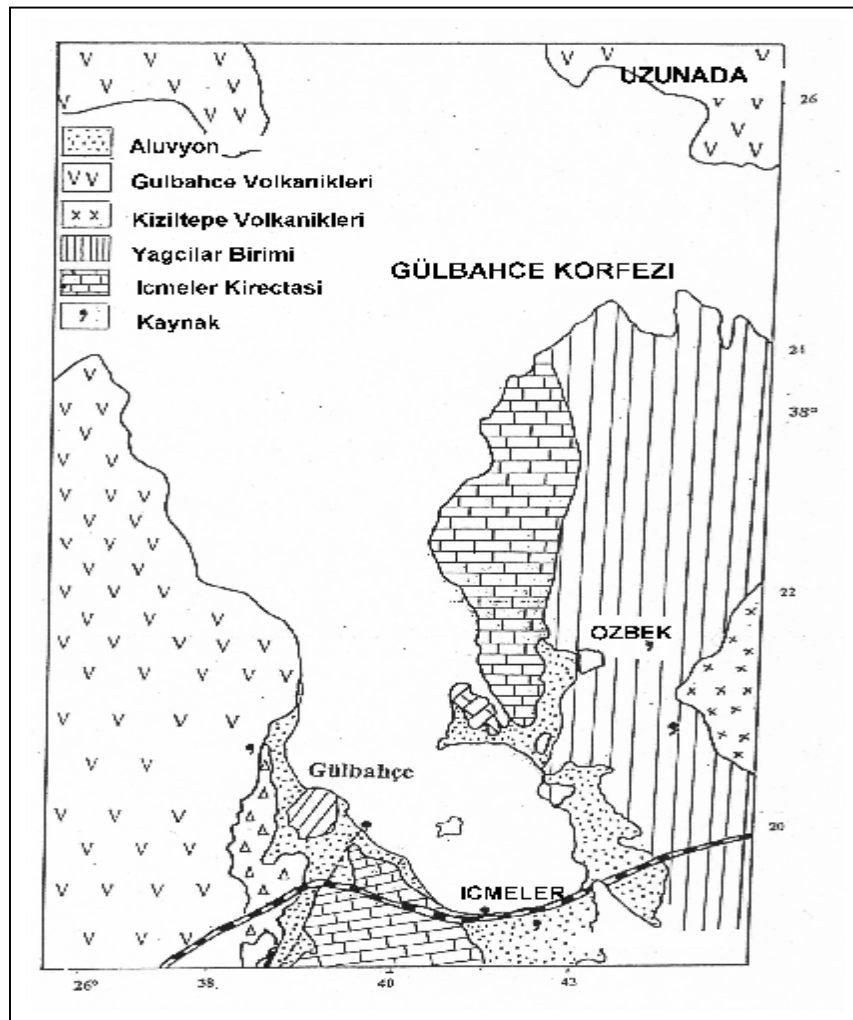 UZUNADA
26
Aluvyon
Gulbahce Volkanikleri
Kiziltepe Volkanikleri
Yagcilar Birimi
Icmeler Kirectasi
Kaynak
GÜLBAHCE KORFEZI
21
38°
22
OZBEK
Gülbahçe
20
ICMELER
26°
38.
40
43